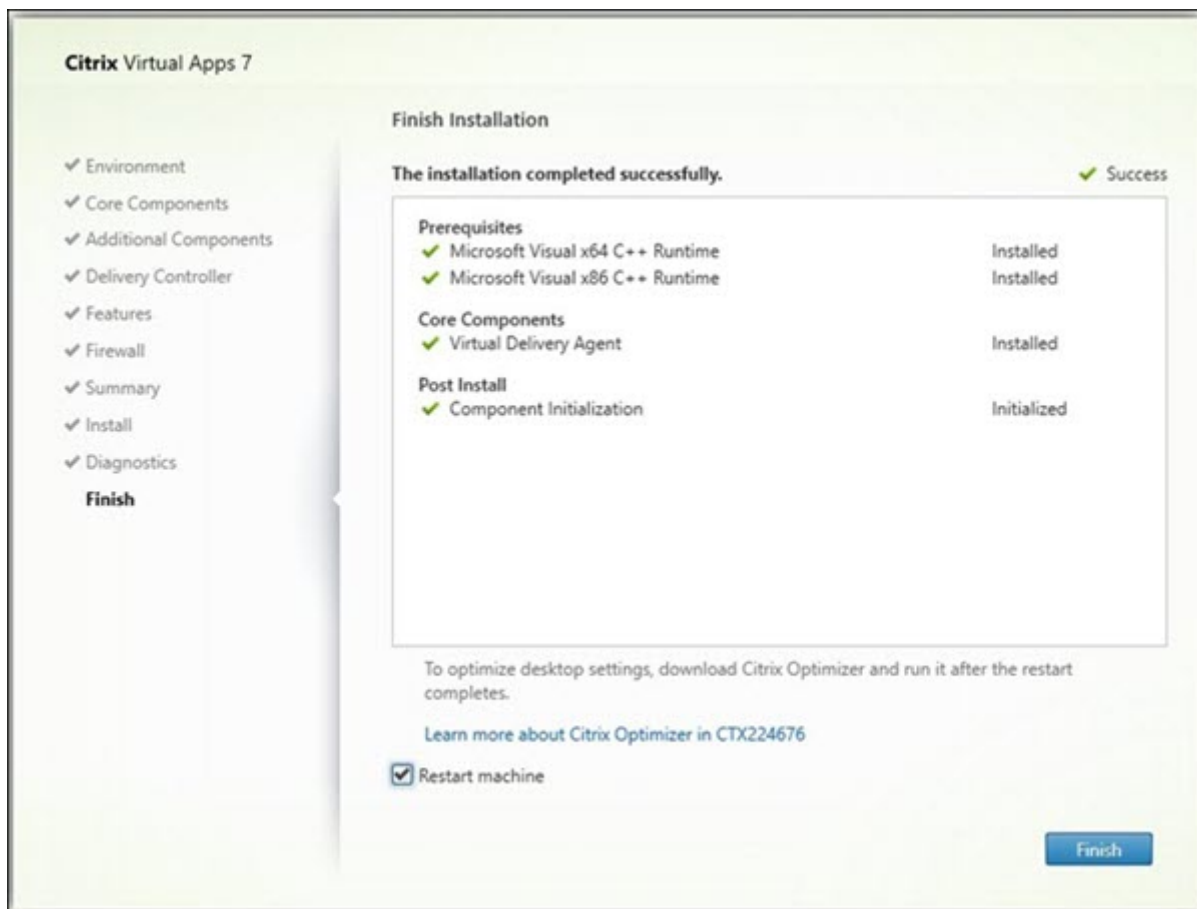 Citrix Virtual Apps 7
Environment
Core Components
Additional Components
Delivery Controller
Features
Firewall
Summary
Install
Diagnostics
Finish
Finish Installation
The installation completed successfully.
Success
Prerequisites
Microsoft Visual x64 C++ Runtime Installed
Microsoft Visual x86 C++ Runtime Installed
Core Components
Virtual Delivery Agent Installed
Post Install
Component Initialization Initialized
To optimize desktop settings, download Citrix Optimizer and run it after the restart
completes.
Learn more about Citrix Optimizer in CTX224676
Restart machine
Finish